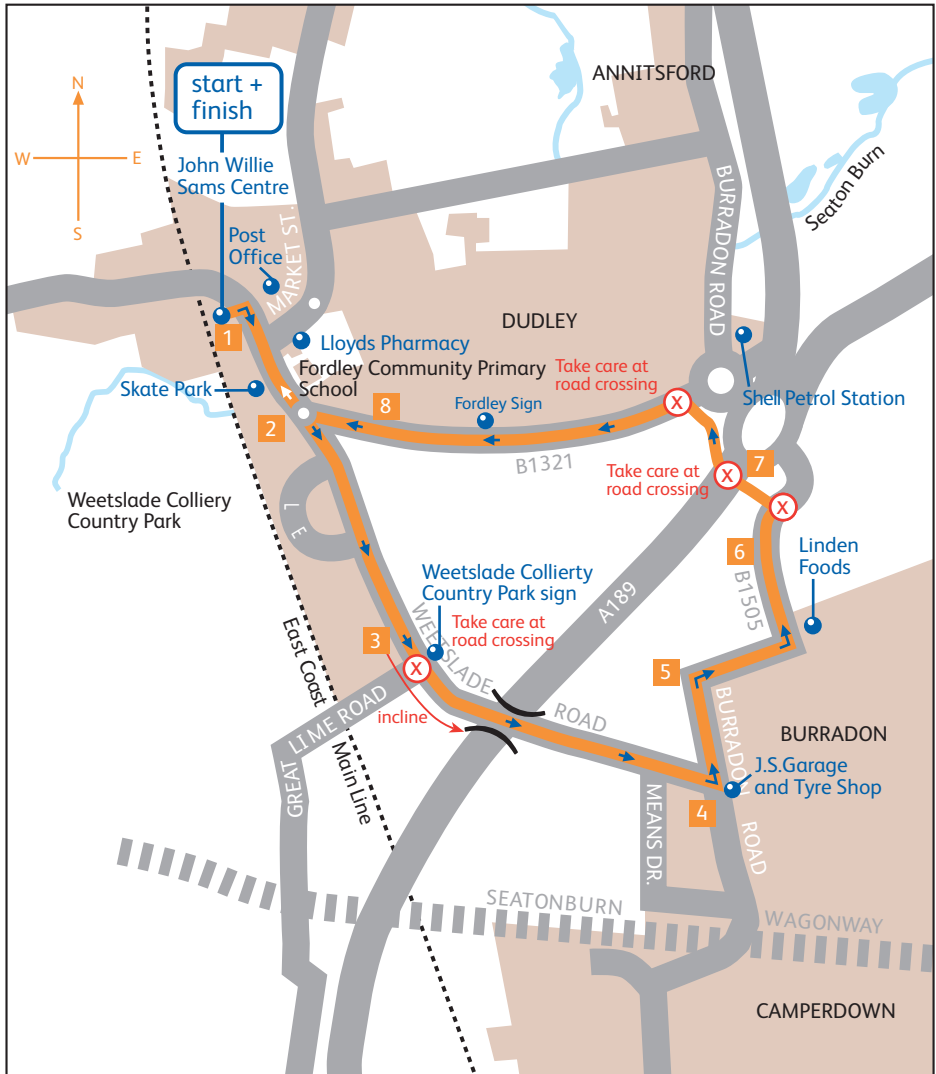 ANNITSFORD
N
W
E
S
start +
finish
John Willie
Sams Centre
Seaton Burn
BURRADON ROAD
MARKET ST.
Post
Office
1
DUDLEY
Lloyds Pharmacy
Fordley Community Primary
School
Take care at
road crossing
X
Shell Petrol Station
Skate Park
8
Fordley Sign
2
B1321
Take care at
road crossing
X
7
X
Weetslade Colliery
Country Park
L
E
6
Linden
Foods
B1505
A189
Weetslade Collierty
Country Park sign
Take care at
road crossing
3
X
WEETSLADE
ROAD
East Coast
Main Line
incline
GREAT LIME ROAD
5
BURRADON
ROAD
BURRADON
J.S.Garage
and Tyre Shop
4
MEANS DR.
SEATONBURN
WAGONWAY
CAMPERDOWN